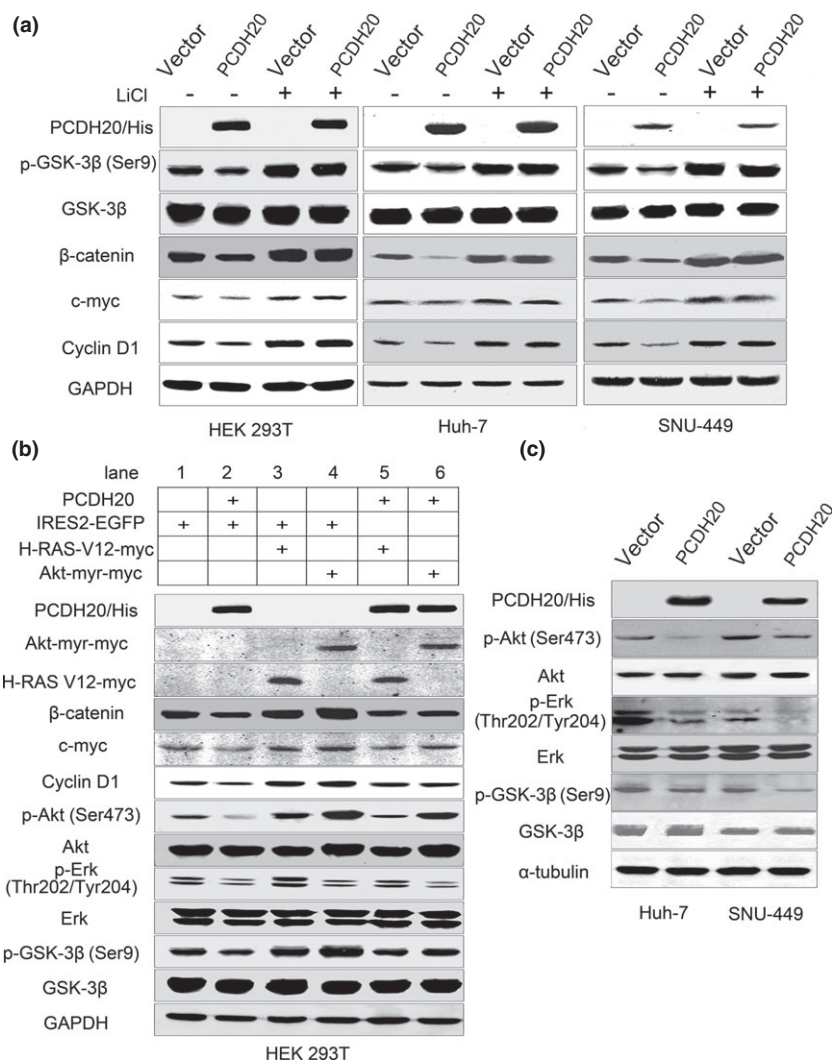 (a)
Vector PCDH20 Vector PCDH20 Vector PCDH20 Vector PCDH20 Vector PCDH20 Vector PCDH20
LiCl - - + + - - + + - - + +
PCDH20/His
p-GSK-3β (Ser9)
GSK-3β
β-catenin
c-myc
Cyclin D1
GAPDH
HEK 293T Huh-7 SNU-449
(b)
lane 1 2 3 4 5 6
PCDH20 + + +
IRES2-EGFP + + + +
H-RAS-V12-myc + +
Akt-myr-myc + +
PCDH20/His
Akt-myr-myc
H-RAS V12-myc
β-catenin
c-myc
Cyclin D1
p-Akt (Ser473)
Akt
p-Erk
(Thr202/Tyr204)
Erk
p-GSK-3β (Ser9)
GSK-3β
GAPDH
HEK 293T
(c)
Vector PCDH20 Vector PCDH20
PCDH20/His
p-Akt (Ser473)
Akt
p-Erk
(Thr202/Tyr204)
Erk
p-GSK-3β (Ser9)
GSK-3β
α-tubulin
Huh-7 SNU-449